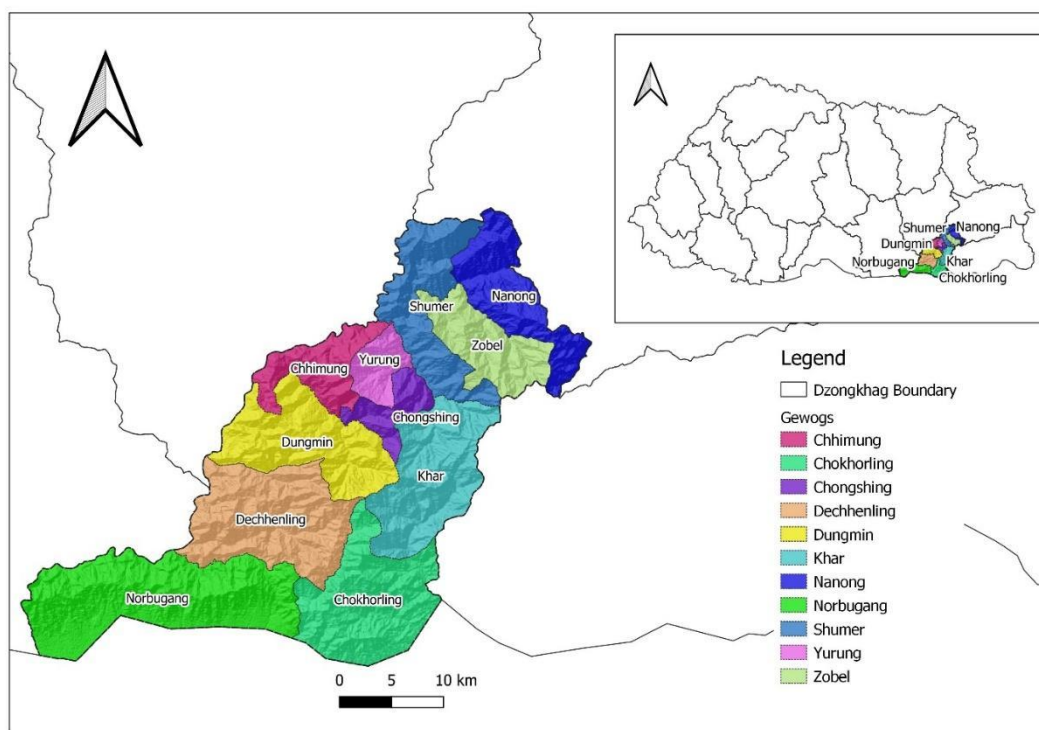 Nanong
Shumer
Zobel
Yurung
Chhimung
Chongshing
Dungmin
Khar
Dechhenling
Norbugang
Chokhorling
0 5 10 km
Shumer
Nanong
Dungmin
Norbugang
Khar
Chokhorling
Legend
Dzongkhag Boundary
Gewogs
Chhimung
Chokhorling
Chongshing
Dechhenling
Dungmin
Khar
Nanong
Norbugang
Shumer
Yurung
Zobel